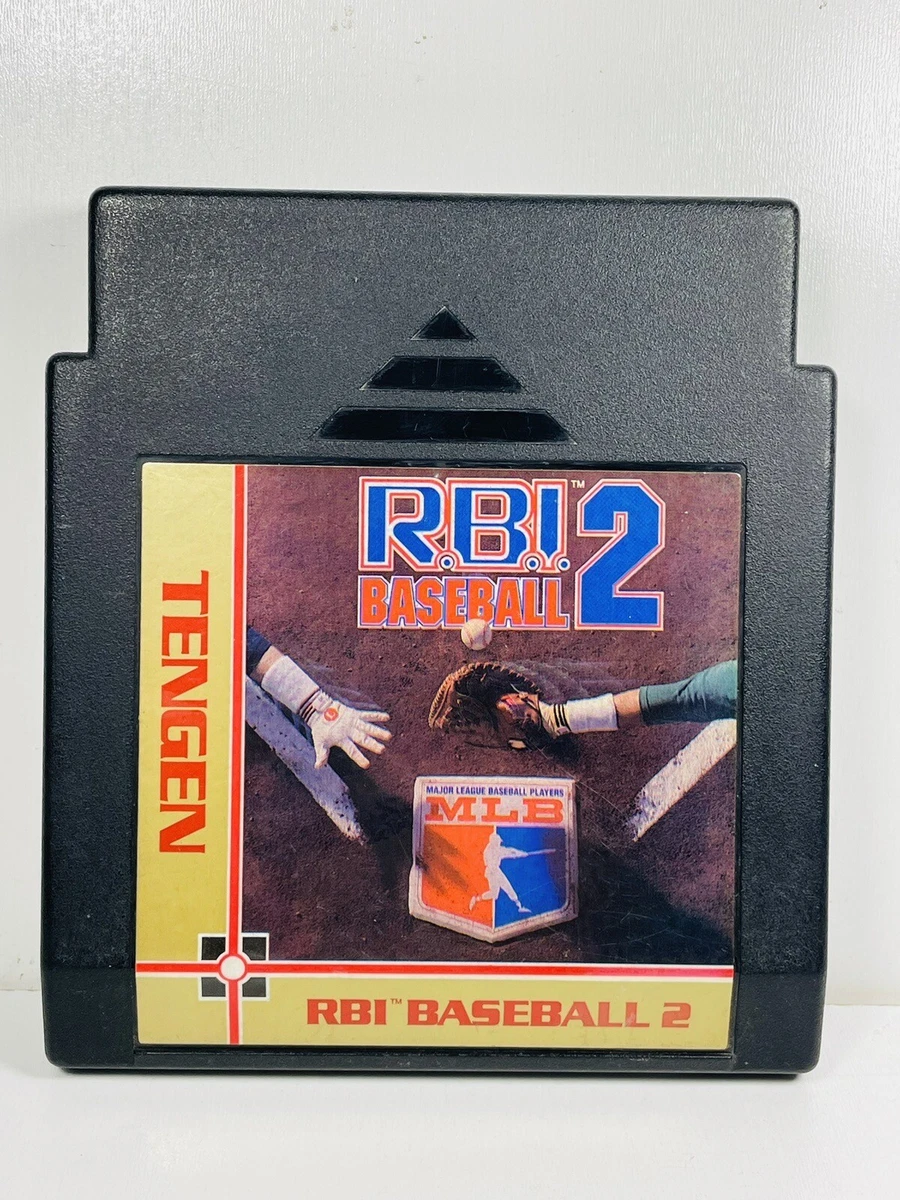 R.B.I.™ 2
BASEBALL
TENGEN
MAJOR LEAGUE BASEBALL PLAYERS
MLB
RBI™ BASEBALL 2